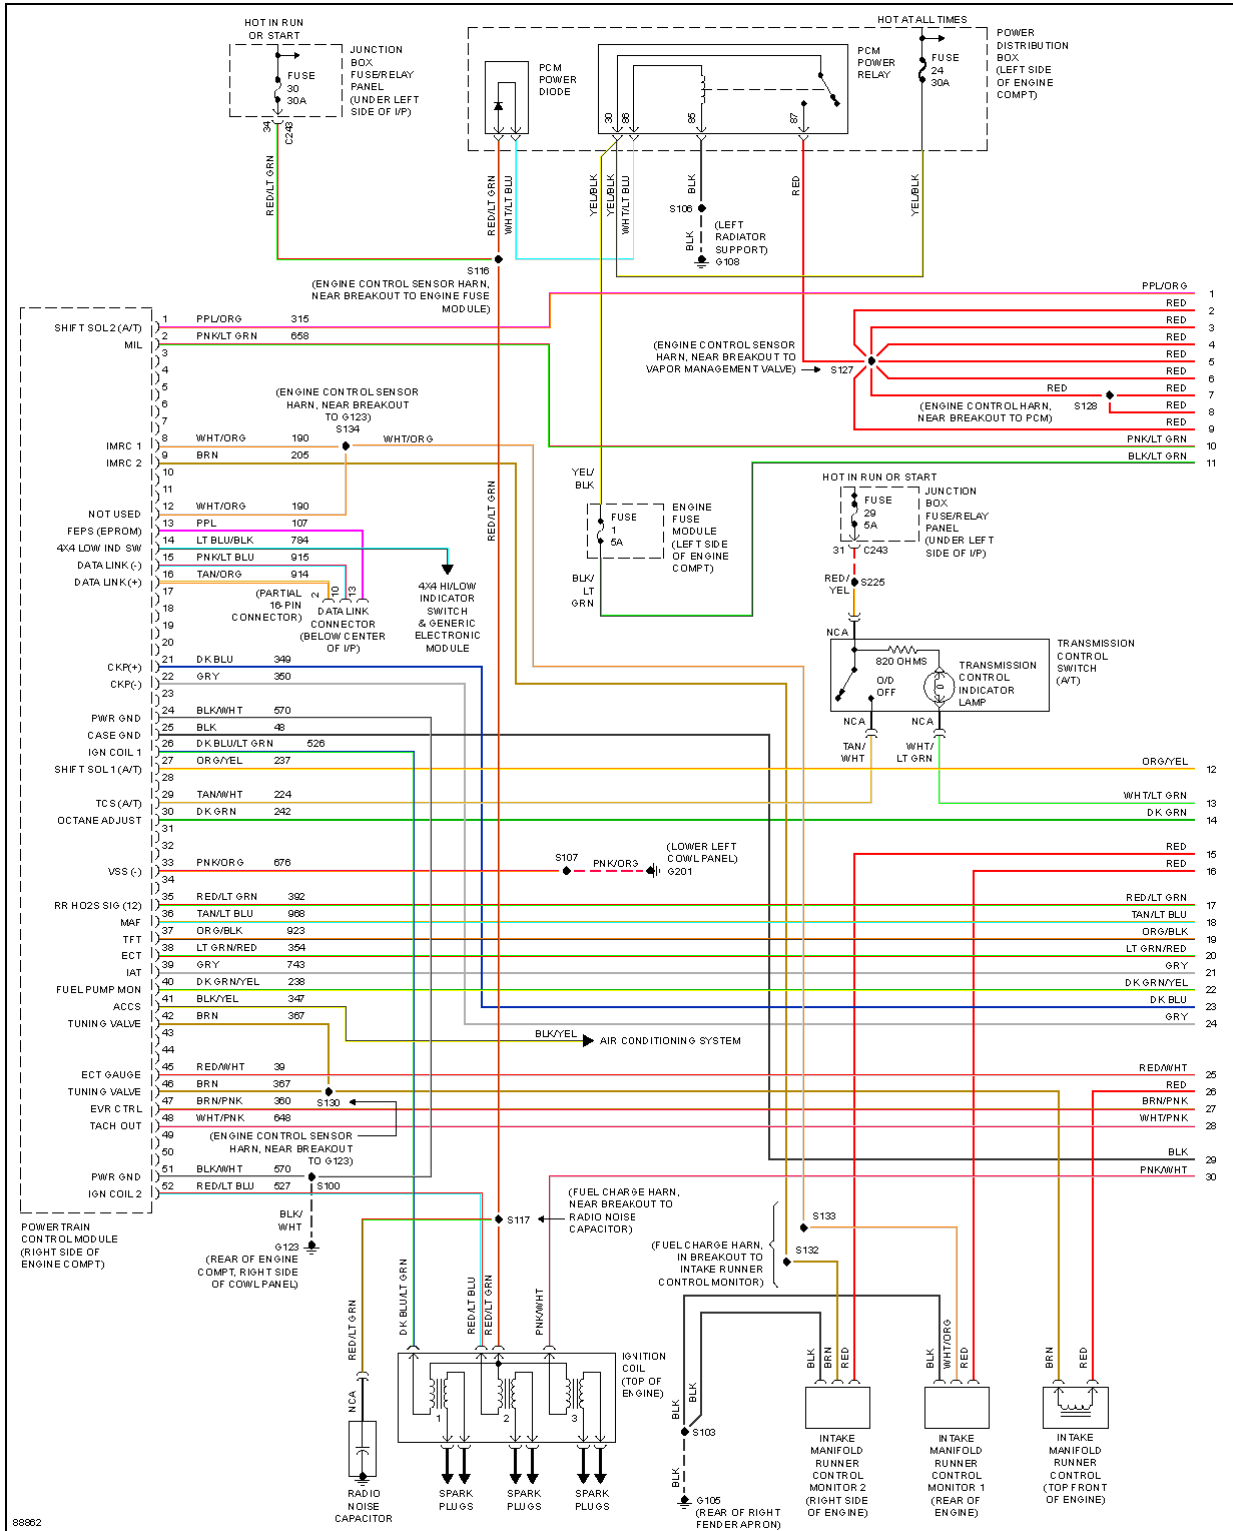 HOT IN RUN
OR START
JUNCTION
BOX
FUSE/RELAY
PANEL
(UNDER LEFT
SIDE OF I/P)
FUSE
30
30A
34
C243
RED/LT GRN
PCM
POWER
DIODE
PCM
POWER
RELAY
30
86
85
87
HOT AT ALL TIMES
FUSE
24
30A
POWER
DISTRIBUTION
BOX
(LEFT SIDE
OF ENGINE
COMPT)
RED/LT GRN
WHT/LT BLU
YEL/BLK
YEL/BLK
WHT/LT BLU
BLK
RED
YEL/BLK
S106
BLK
(LEFT
RADIATOR
SUPPORT)
G108
S116
(ENGINE CONTROL SENSOR HARN,
NEAR BREAKOUT TO ENGINE FUSE
MODULE)
PPL/ORG 1
RED 2
RED 3
RED 4
RED 5
RED 6
RED 7
RED 8
RED 9
PNK/LT GRN 10
BLK/LT GRN 11
(ENGINE CONTROL SENSOR
HARN, NEAR BREAKOUT TO
VAPOR MANAGEMENT VALVE)
S127
RED
S128
(ENGINE CONTROL HARN,
NEAR BREAKOUT TO PCM)
SHIFT SOL 2 (A/T) 1 PPL/ORG 315
MIL 2 PNK/LT GRN 658
3
4
5
6
7
IMRC 1 8 WHT/ORG 190
IMRC 2 9 BRN 205
10
11
NOT USED 12 WHT/ORG 190
FEPS (EPROM) 13 PPL 107
4X4 LOW IND SW 14 LT BLU/BLK 784
DATA LINK (-) 15 PNK/LT BLU 915
DATA LINK (+) 16 TAN/ORG 914
17
18
19
20
CKP(+) 21 DK BLU 349
CKP(-) 22 GRY 350
23
PWR GND 24 BLK/WHT 570
CASE GND 25 BLK 48
IGN COIL 1 26 DK BLU/LT GRN 526
SHIFT SOL 1 (A/T) 27 ORG/YEL 237
28
TCS (A/T) 29 TAN/WHT 224
OCTANE ADJUST 30 DK GRN 242
31
32
VSS (-) 33 PNK/ORG 676
34
RR HO2S SIG (12) 35 RED/LT GRN 392
MAF 36 TAN/LT BLU 968
TFT 37 ORG/BLK 923
ECT 38 LT GRN/RED 354
IAT 39 GRY 743
FUEL PUMP MON 40 DK GRN/YEL 238
ACCS 41 BLK/YEL 347
TUNING VALVE 42 BRN 367
43
44
ECT GAUGE 45 RED/WHT 39
TUNING VALVE 46 BRN 367
EVR CTRL 47 BRN/PNK 360
TACH OUT 48 WHT/PNK 648
49
50
PWR GND 51 BLK/WHT 570
IGN COIL 2 52 RED/LT BLU 527
POWERTRAIN
CONTROL MODULE
(RIGHT SIDE OF
ENGINE COMPT)
(ENGINE CONTROL SENSOR
HARN, NEAR BREAKOUT
TO G123)
S134
WHT/ORG
RED/LT GRN
(PARTIAL
16-PIN
CONNECTOR)
2
10
13
DATA LINK
CONNECTOR
(BELOW CENTER
OF I/P)
4X4 HI/LOW
INDICATOR
SWITCH
& GENERIC
ELECTRONIC
MODULE
YEL/
BLK
FUSE
1
5A
ENGINE
FUSE
MODULE
(LEFT SIDE
OF ENGINE
COMPT)
BLK/
LT
GRN
HOT IN RUN OR START
FUSE
29
5A
JUNCTION
BOX
FUSE/RELAY
PANEL
(UNDER LEFT
SIDE OF I/P)
31
C243
RED/
YEL
S225
NCA
820 OHMS
O/D
OFF
TRANSMISSION
CONTROL
INDICATOR
LAMP
TRANSMISSION
CONTROL
SWITCH
(A/T)
NCA
NCA
TAN/
WHT
WHT/
LT GRN
ORG/YEL 12
WHT/LT GRN 13
DK GRN 14
RED 15
RED 16
RED/LT GRN 17
TAN/LT BLU 18
ORG/BLK 19
LT GRN/RED 20
GRY 21
DK GRN/YEL 22
DK BLU 23
GRY 24
RED/WHT 25
RED 26
BRN/PNK 27
WHT/PNK 28
BLK 29
PNK/WHT 30
S107
PNK/ORG
(LOWER LEFT
COWL PANEL)
G201
BLK/YEL
AIR CONDITIONING SYSTEM
S130
(ENGINE CONTROL SENSOR
HARN, NEAR BREAKOUT
TO G123)
S100
BLK/
WHT
G123
(REAR OF ENGINE
COMPT, RIGHT SIDE
OF COWL PANEL)
S117
(FUEL CHARGE HARN,
NEAR BREAKOUT TO
RADIO NOISE
CAPACITOR)
(FUEL CHARGE HARN,
IN BREAKOUT TO
INTAKE RUNNER
CONTROL MONITOR)
S133
S132
RED/LT GRN
NCA
RADIO
NOISE
CAPACITOR
DK BLU/LT GRN
RED/LT BLU
RED/LT GRN
PNK/WHT
IGNITION
COIL
(TOP OF
ENGINE)
1
2
3
SPARK
PLUGS
SPARK
PLUGS
SPARK
PLUGS
BLK
BLK
S103
BLK
G105
(REAR OF RIGHT
FENDER APRON)
BLK
BRN
RED
INTAKE
MANIFOLD
RUNNER
CONTROL
MONITOR 2
(RIGHT SIDE
OF ENGINE)
BLK
WHT/ORG
RED
INTAKE
MANIFOLD
RUNNER
CONTROL
MONITOR 1
(REAR OF
ENGINE)
BRN
RED
INTAKE
MANIFOLD
RUNNER
CONTROL
(TOP FRONT
OF ENGINE)
88862